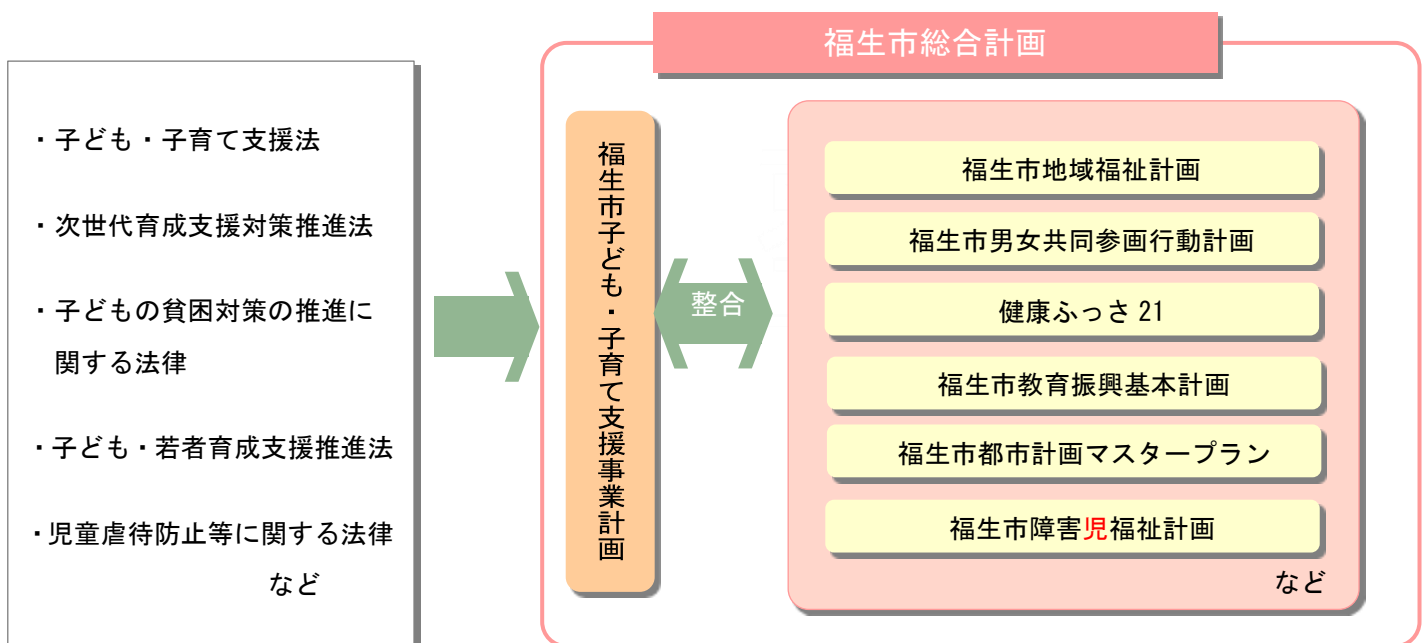 福生市総合計画
・子ども・子育て支援法
・次世代育成支援対策推進法
・子どもの貧困対策の推進に
関する法律
・子ども・若者育成支援推進法
・児童虐待防止等に関する法律
など
福生市子ども・子育て支援事業計画
整合
福生市地域福祉計画
福生市男女共同参画行動計画
健康ふっさ 21
福生市教育振興基本計画
福生市都市計画マスタープラン
福生市障害児福祉計画
など